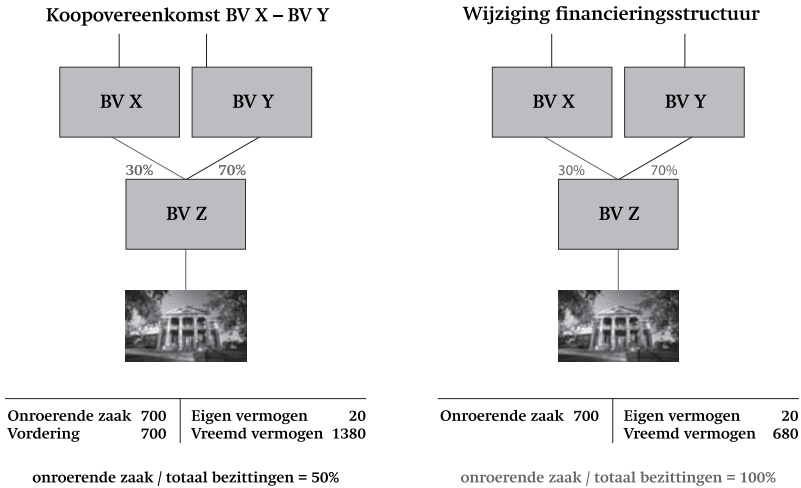 Koopovereenkomst BV X – BV Y
BV X
BV Y
30%
70%
BV Z
Onroerende zaak 700
Vordering 700
Eigen vermogen 20
Vreemd vermogen 1380
onroerende zaak / totaal bezittingen = 50%
Wijziging financieringsstructuur
BV X
BV Y
30%
70%
BV Z
Onroerende zaak 700
Eigen vermogen 20
Vreemd vermogen 680
onroerende zaak / totaal bezittingen = 100%